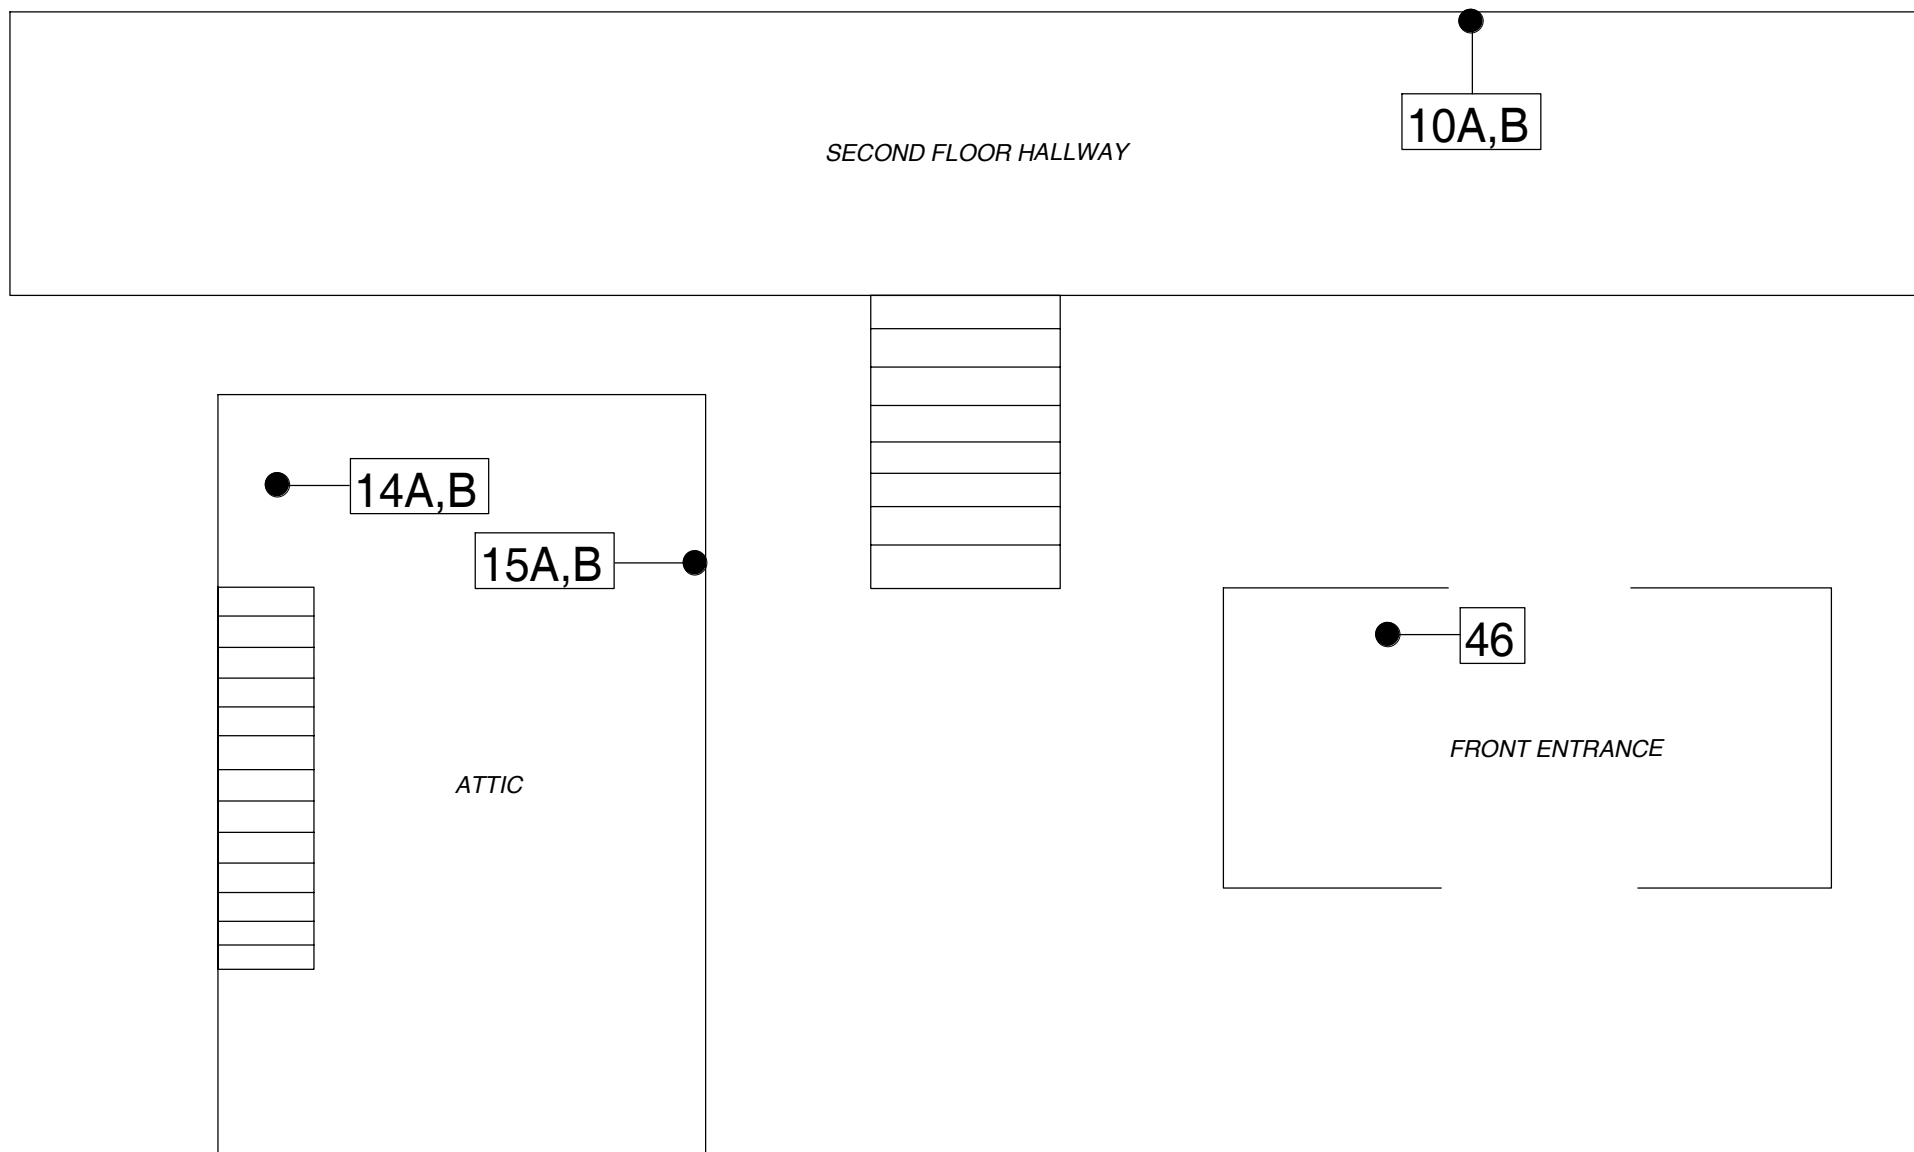 10A,B
SECOND FLOOR HALLWAY
14A,B
15A,B
46
FRONT ENTRANCE
ATTIC